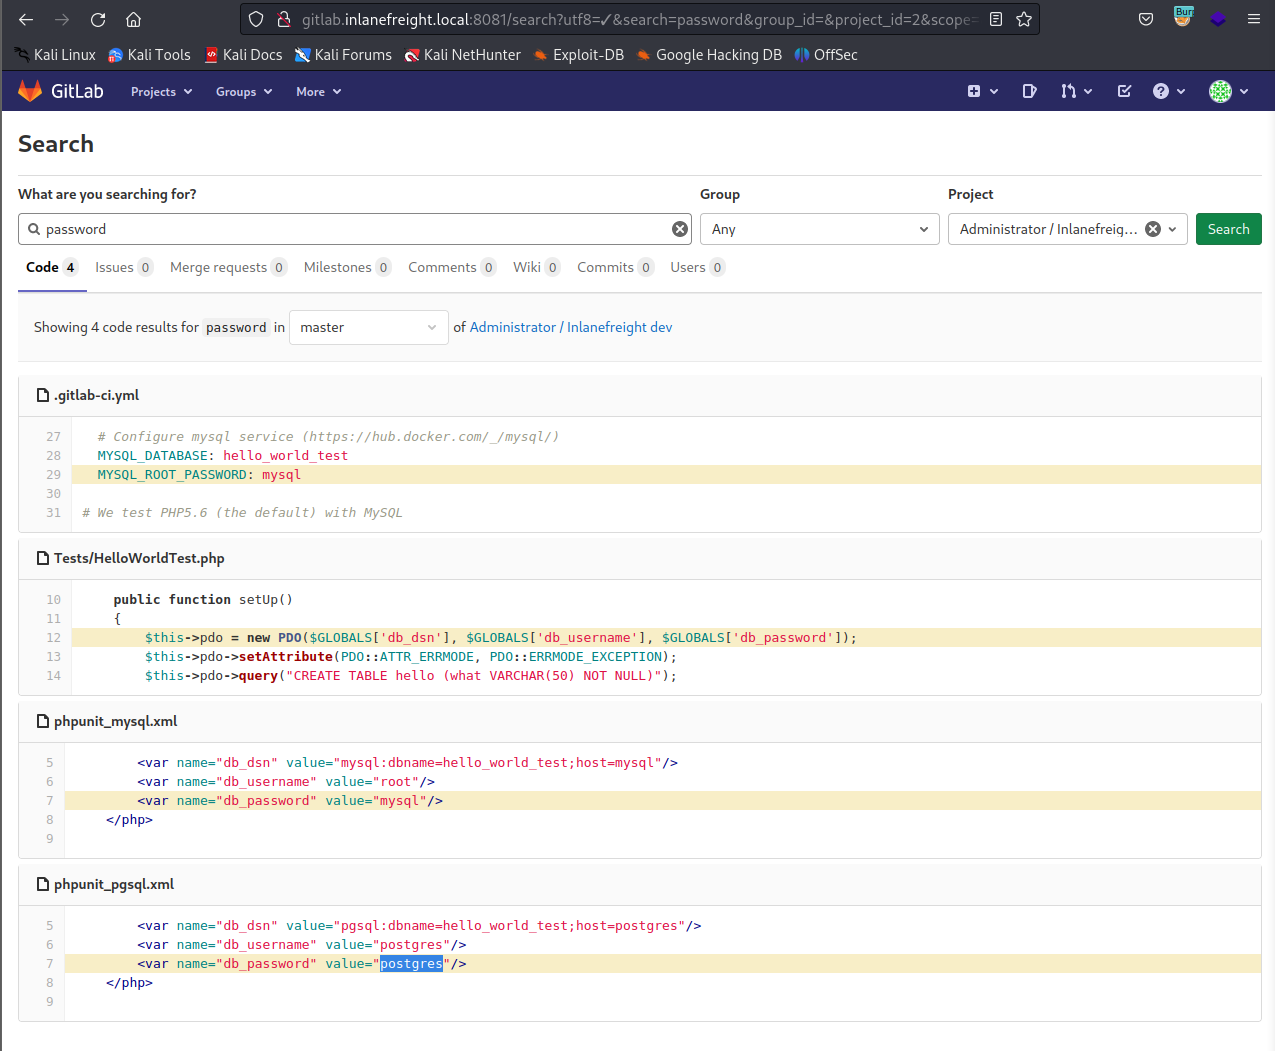 gitlab.inlanefreight.local:8081/search?utf8=✓&search=password&group_id=&project_id=2&scope=
Bur
Kali Linux Kali Tools Kali Docs Kali Forums Kali NetHunter Exploit-DB Google Hacking DB OffSec
GitLab Projects Groups More
Search
What are you searching for? Group Project
password Any Administrator / Inlanefreig... Search
Code 4 Issues 0 Merge requests 0 Milestones 0 Comments 0 Wiki 0 Commits 0 Users 0
Showing 4 code results for password in master of Administrator / Inlanefreight dev
.gitlab-ci.yml
27 # Configure mysql service (https://hub.docker.com/_/mysql/)
28 MYSQL_DATABASE: hello_world_test
29 MYSQL_ROOT_PASSWORD: mysql
30
31 # We test PHP5.6 (the default) with MySQL
Tests/HelloWorldTest.php
10 public function setUp()
11 {
12 $this->pdo = new PDO($GLOBALS['db_dsn'], $GLOBALS['db_username'], $GLOBALS['db_password']);
13 $this->pdo->setAttribute(PDO::ATTR_ERRMODE, PDO::ERRMODE_EXCEPTION);
14 $this->pdo->query("CREATE TABLE hello (what VARCHAR(50) NOT NULL)");
phpunit_mysql.xml
5 <var name="db_dsn" value="mysql:dbname=hello_world_test;host=mysql"/>
6 <var name="db_username" value="root"/>
7 <var name="db_password" value="mysql"/>
8 </php>
9
phpunit_pgsql.xml
5 <var name="db_dsn" value="pgsql:dbname=hello_world_test;host=postgres"/>
6 <var name="db_username" value="postgres"/>
7 <var name="db_password" value="postgres"/>
8 </php>
9